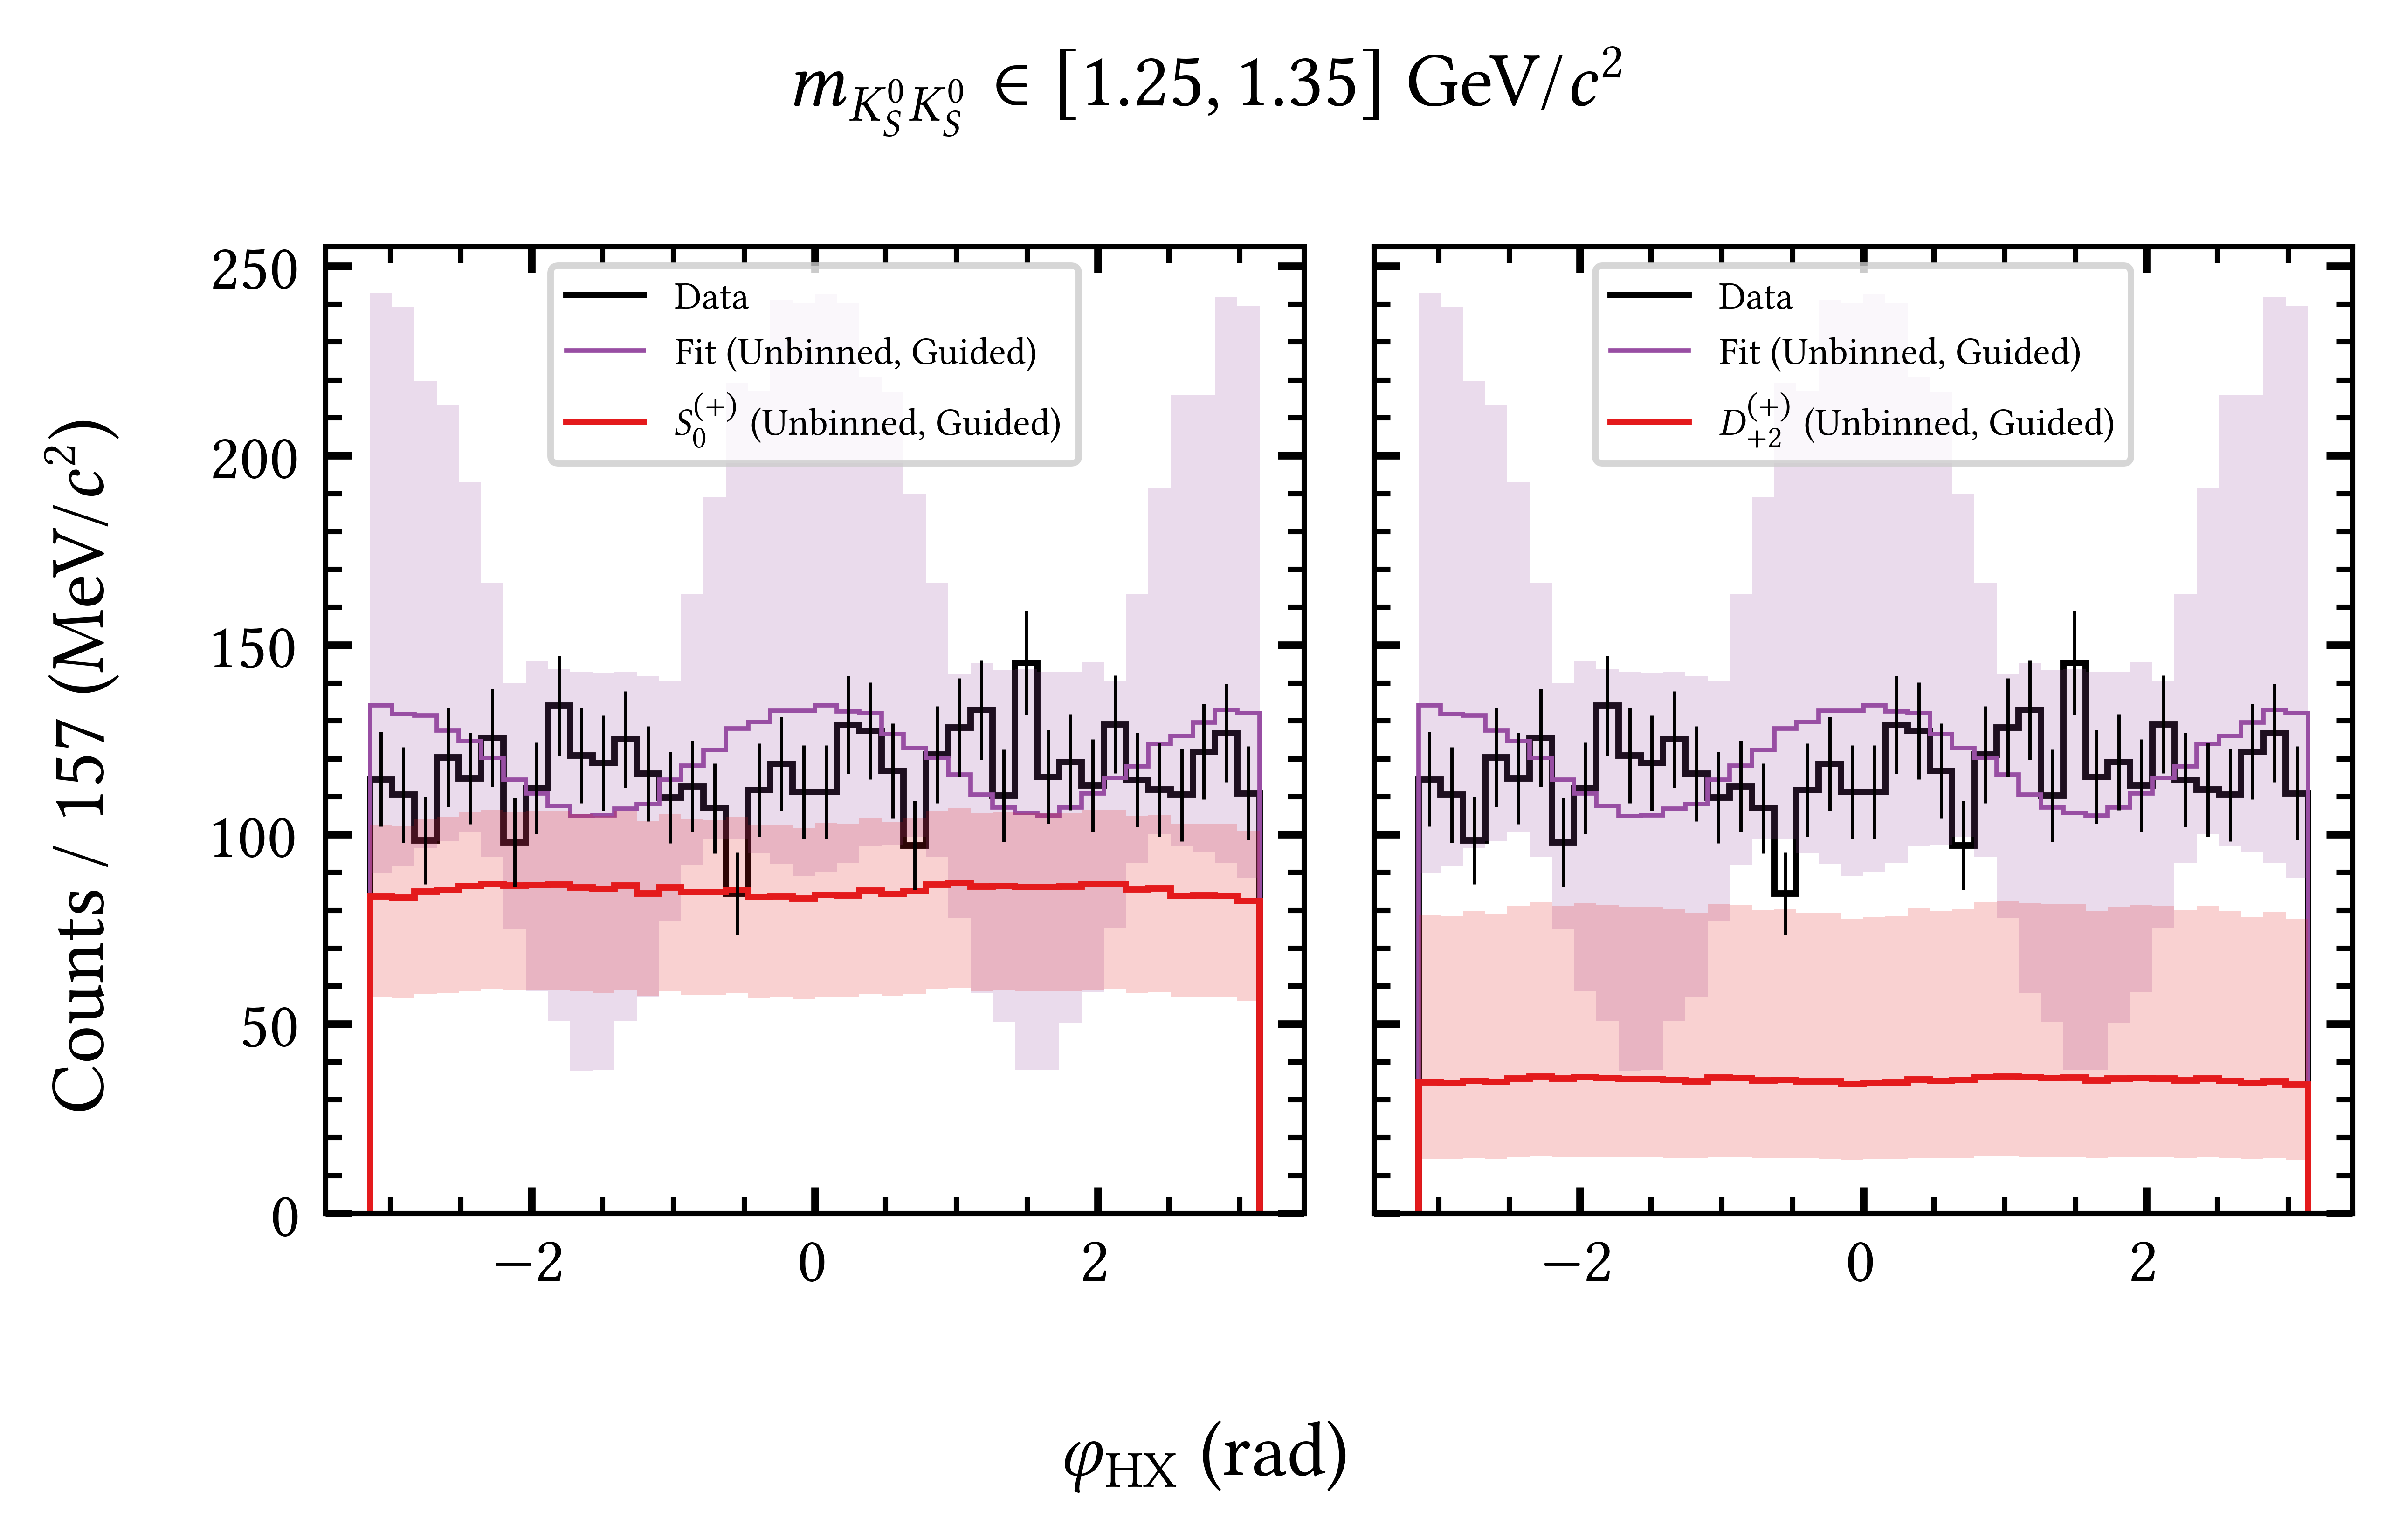 m_{K_S^0 K_S^0} ∈ [1.25, 1.35] GeV/c²
Counts / 157 (MeV/c²)
250
200
150
100
50
0
Data
Fit (Unbinned, Guided)
S_0^{(+)} (Unbinned, Guided)
−2
0
2
Data
Fit (Unbinned, Guided)
D_{+2}^{(+)} (Unbinned, Guided)
−2
0
2
φ_{HX} (rad)